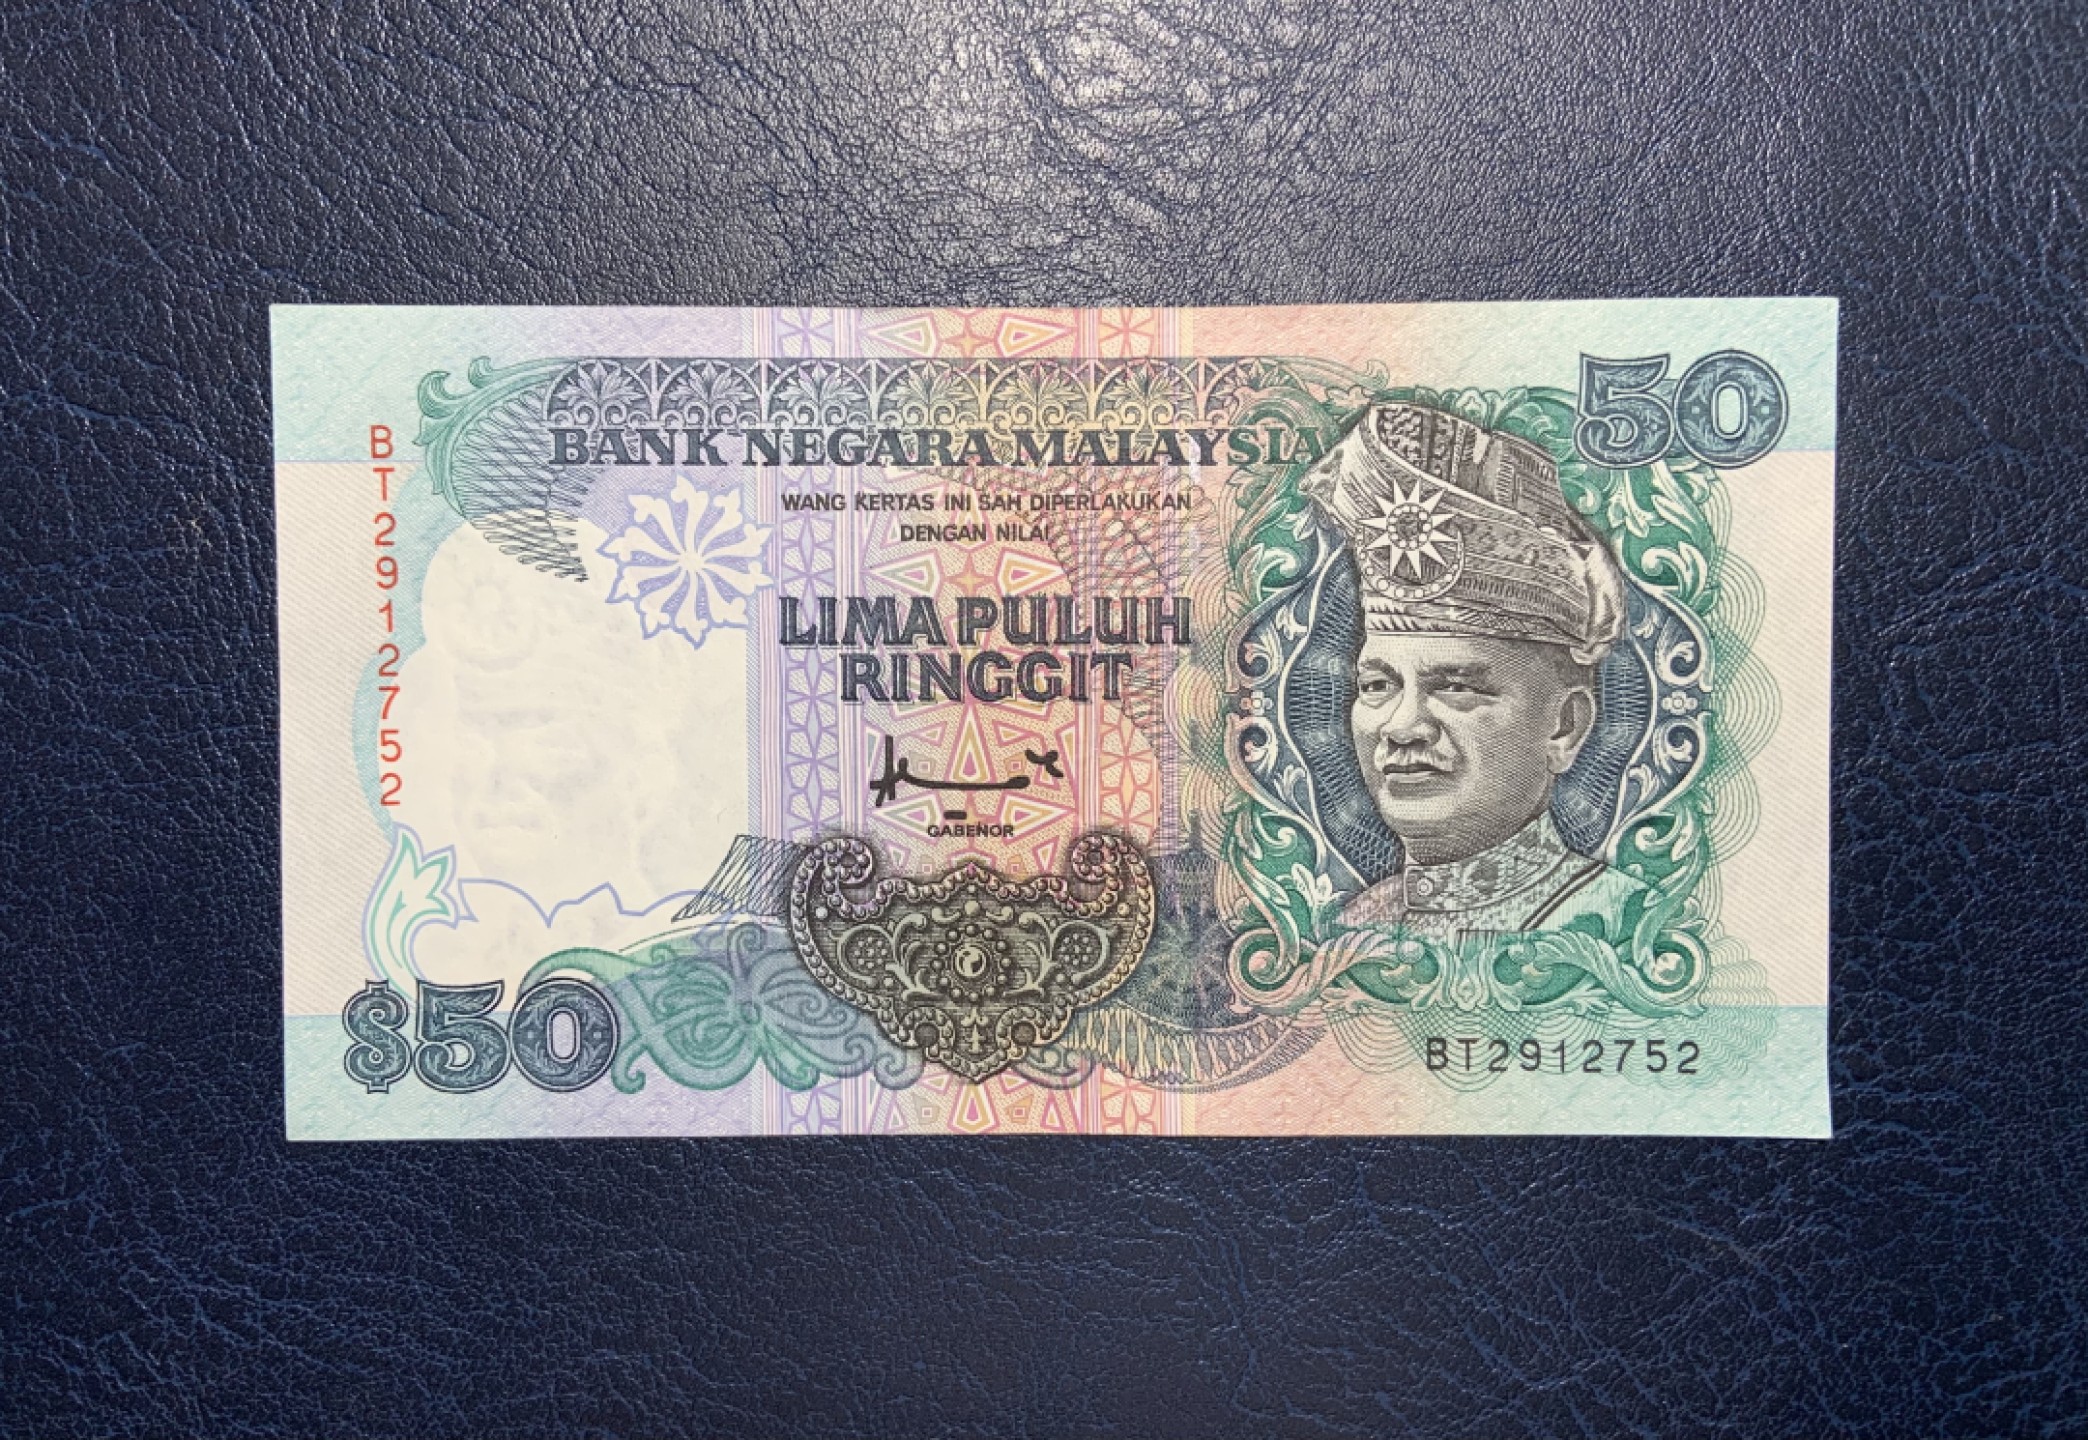 50
BANK NEGARA MALAYSIA
BT2912752
WANG KERTAS INI SAH DIPERLAKUKAN
DENGAN NILAI
LIMA PULUH
RINGGIT
GABENOR
$50
BT2912752